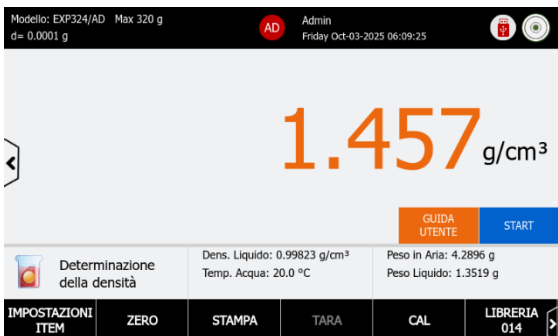 Modello: EXP324/AD Max 320 g
d= 0.0001 g
AD
Admin
Friday Oct-03-2025 06:09:25
1.457 g/cm³
GUIDA
UTENTE
START
Determinazione
della densità
Dens. Liquido: 0.99823 g/cm³
Temp. Acqua: 20.0 °C
Peso in Aria: 4.2896 g
Peso Liquido: 1.3519 g
IMPOSTAZIONI
ITEM
ZERO
STAMPA
TARA
CAL
LIBRERIA
014